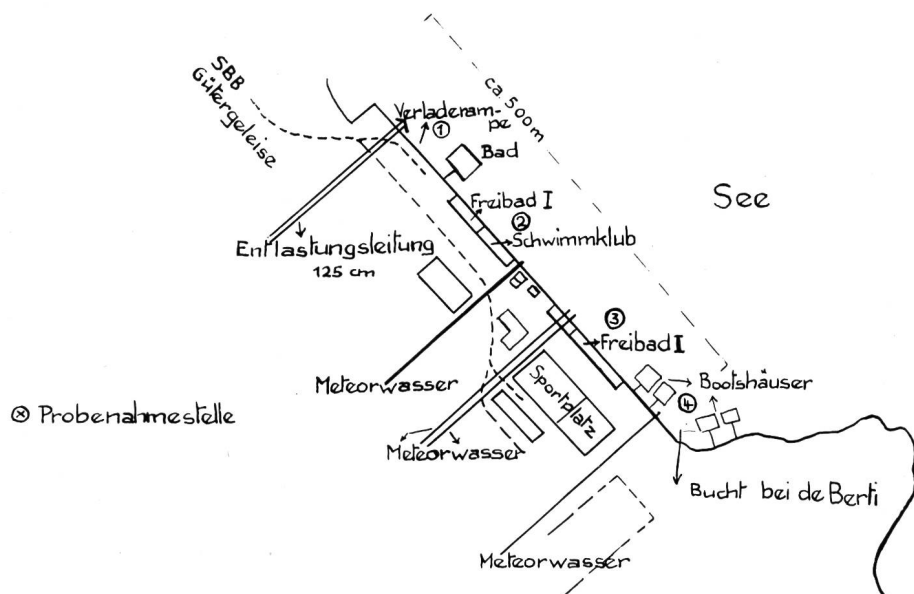 SBB
Gütergeleise
ca. 500 m
Verladeram-
pe
①
Bad
See
Freibad I
②
Schwimmklub
Entlastungsleitung
125 cm
③
Freibad I
Meteorwasser
Sportplatz
Bootshäuser
④
⊗ Probenahmestelle
Meteorwasser
Bucht bei de Berti
Meteorwasser